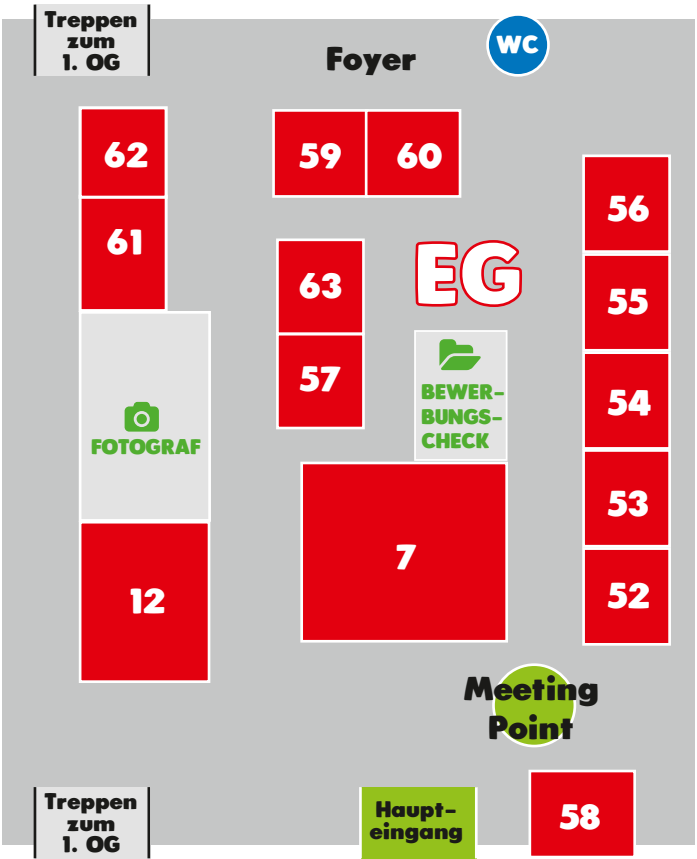 Treppen
zum
1. OG
Foyer
WC
62
59
60
56
61
EG
63
55
57
BEWER-
BUNGS-
CHECK
54
FOTOGRAF
53
7
12
52
Meeting
Point
Treppen
zum
1. OG
Haupt-
eingang
58